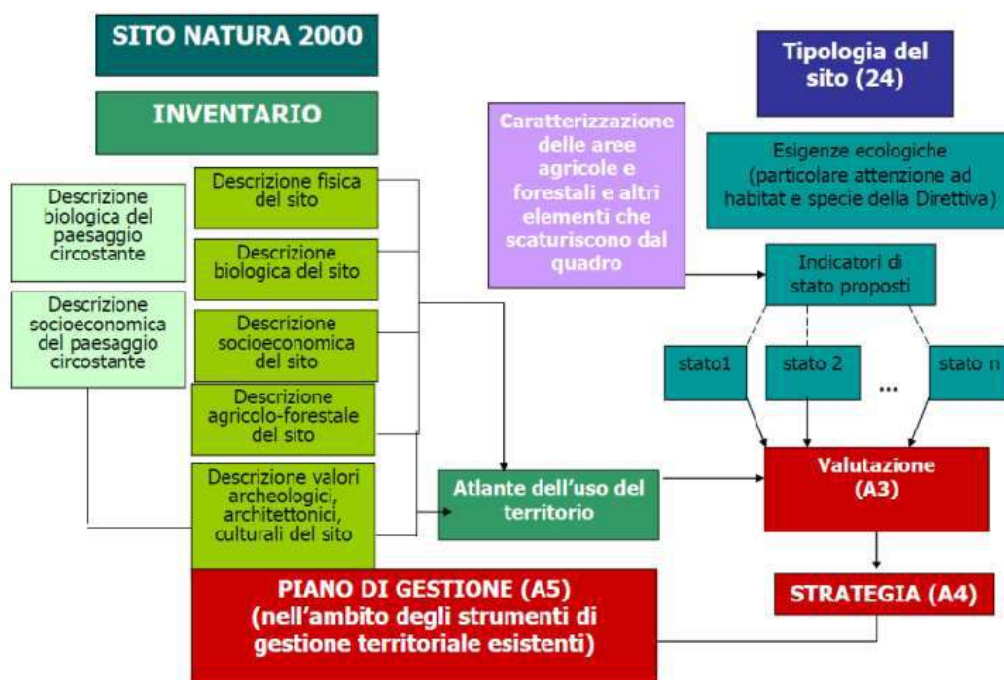 SITO NATURA 2000
INVENTARIO
Descrizione
biologica del
paesaggio
circostante
Descrizione
socioeconomica
del paesaggio
circostante
Descrizione fisica
del sito
Descrizione
biologica del sito
Descrizione
socioeconomica
del sito
Descrizione
agricolo-forestale
del sito
Descrizione valori
archeologici,
architettonici,
culturali del sito
Caratterizzazione
delle aree
agricole e
forestali e altri
elementi che
scaturiscono dal
quadro
Tipologia del
sito (24)
Esigenze ecologiche
(particolare attenzione ad
habitat e specie della Direttiva)
Indicatori di
stato proposti
stato1
stato 2
...
stato n
Atlante dell'uso del
territorio
Valutazione
(A3)
STRATEGIA (A4)
PIANO DI GESTIONE (A5)
(nell'ambito degli strumenti di
gestione territoriale esistenti)